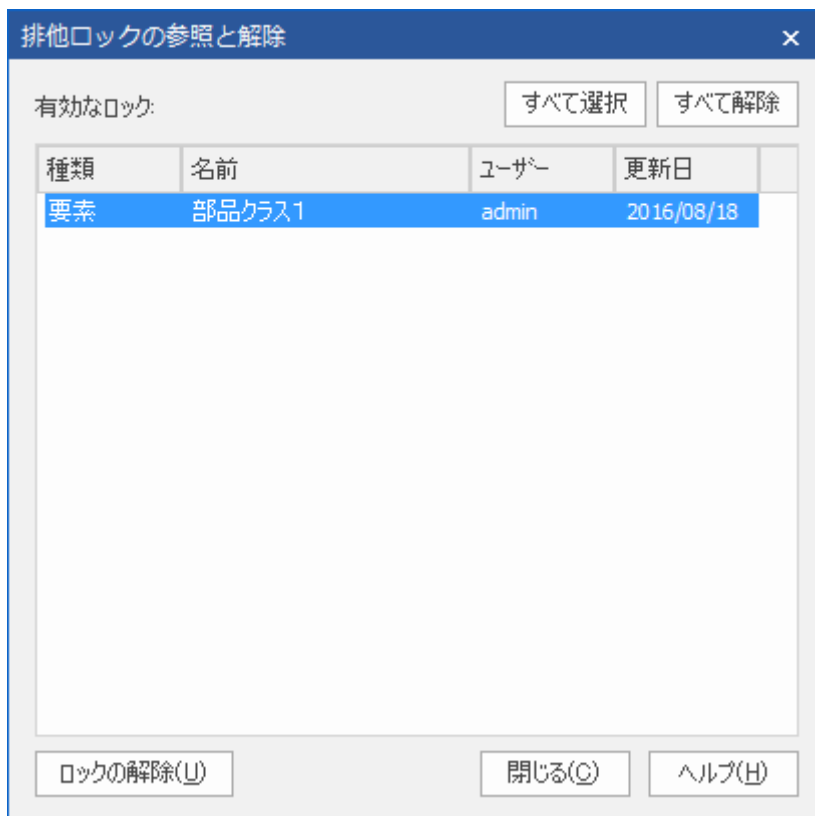 排他ロックの参照と解除 ×
有効なロック: すべて選択 すべて解除
種類 名前 ユーザー 更新日
要素 部品クラス1 admin 2016/08/18
ロックの解除(U) 閉じる(C) ヘルプ(H)